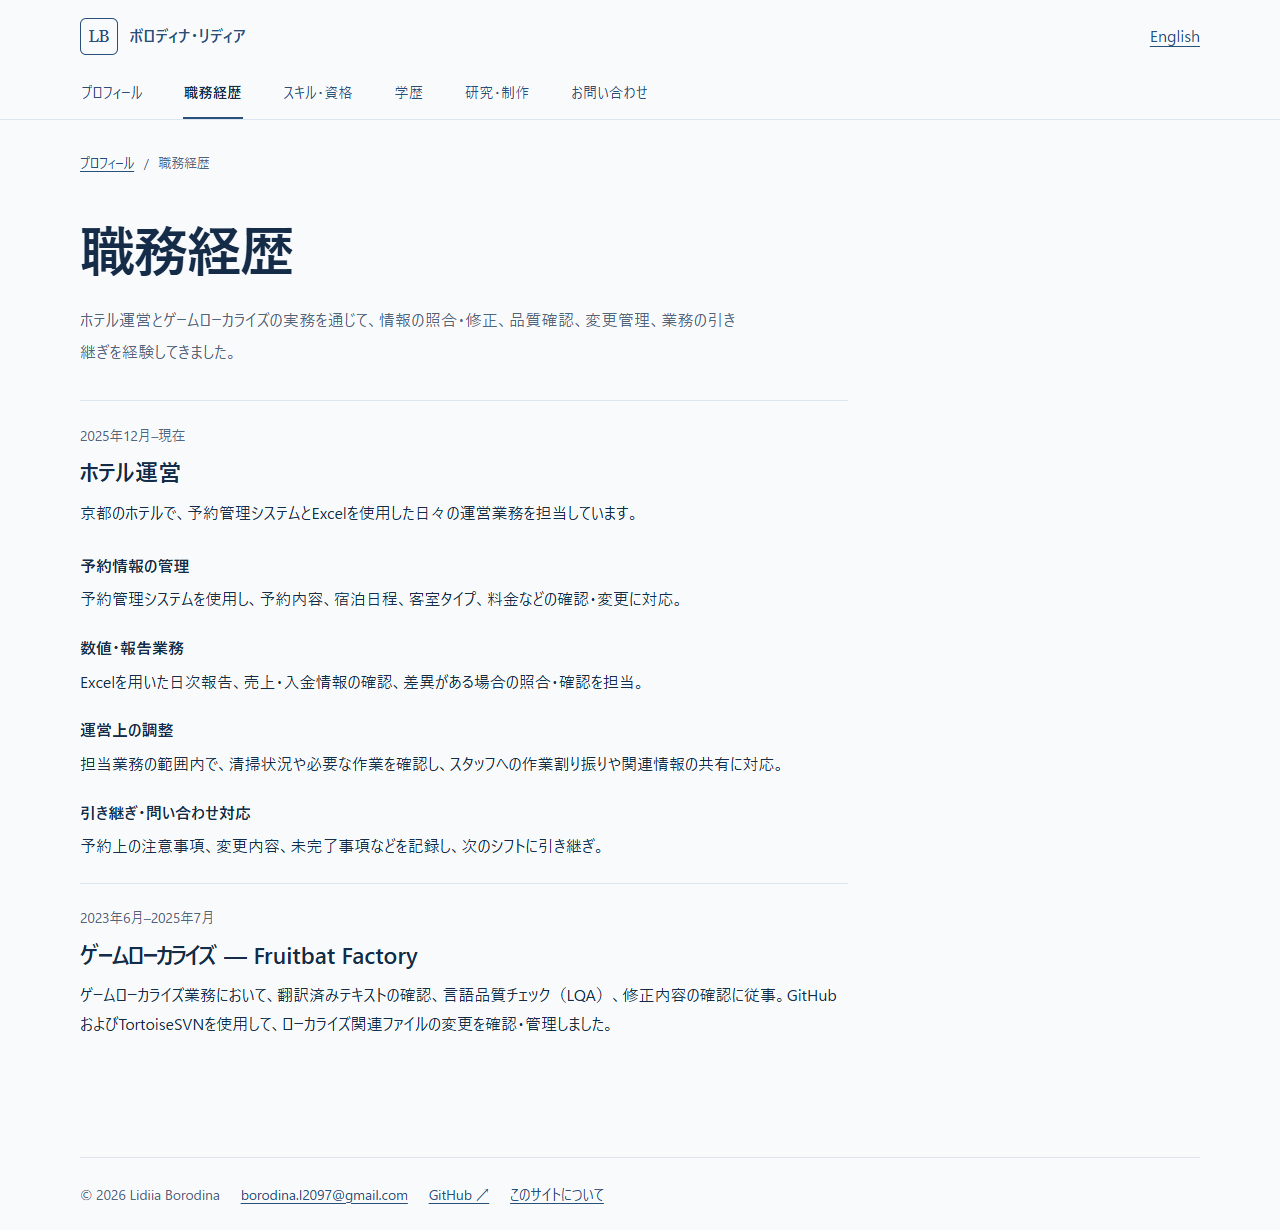 LB ボロディナ・リディア
English
プロフィール 職務経歴 スキル・資格 学歴 研究・制作 お問い合わせ
プロフィール / 職務経歴
職務経歴
ホテル運営とゲームローカライズの実務を通じて、情報の照合・修正、品質確認、変更管理、業務の引き
継ぎを経験してきました。
2025年12月–現在
ホテル運営
京都のホテルで、予約管理システムとExcelを使用した日々の運営業務を担当しています。
予約情報の管理
予約管理システムを使用し、予約内容、宿泊日程、客室タイプ、料金などの確認・変更に対応。
数値・報告業務
Excelを用いた日次報告、売上・入金情報の確認、差異がある場合の照合・確認を担当。
運営上の調整
担当業務の範囲内で、清掃状況や必要な作業を確認し、スタッフへの作業割り振りや関連情報の共有に対応。
引き継ぎ・問い合わせ対応
予約上の注意事項、変更内容、未完了事項などを記録し、次のシフトに引き継ぎ。
2023年6月–2025年7月
ゲームローカライズ — Fruitbat Factory
ゲームローカライズ業務において、翻訳済みテキストの確認、言語品質チェック（LQA）、修正内容の確認に従事。GitHub
およびTortoiseSVNを使用して、ローカライズ関連ファイルの変更を確認・管理しました。
© 2026 Lidiia Borodina borodina.l2097@gmail.com GitHub ↗ このサイトについて